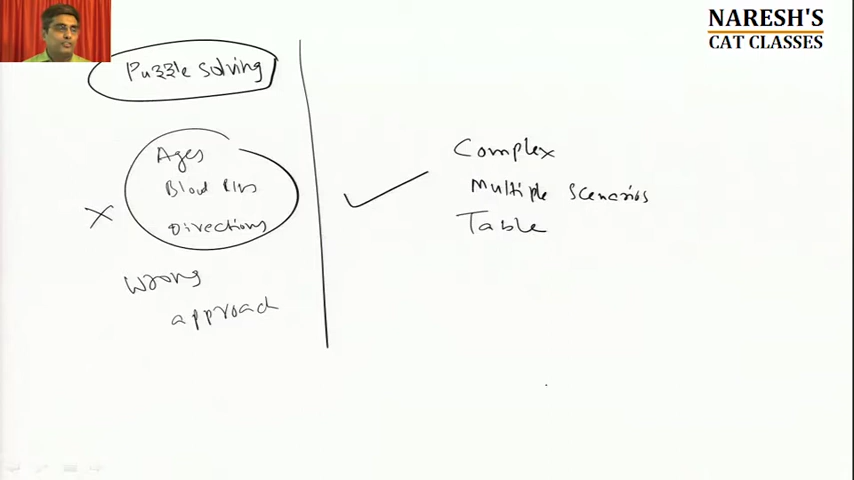 NARESH'S
CAT CLASSES
Puzzle solving
Ages
Blood Rlns
Directions
X
Wrong
approach
Complex
Multiple Scenarios
Table